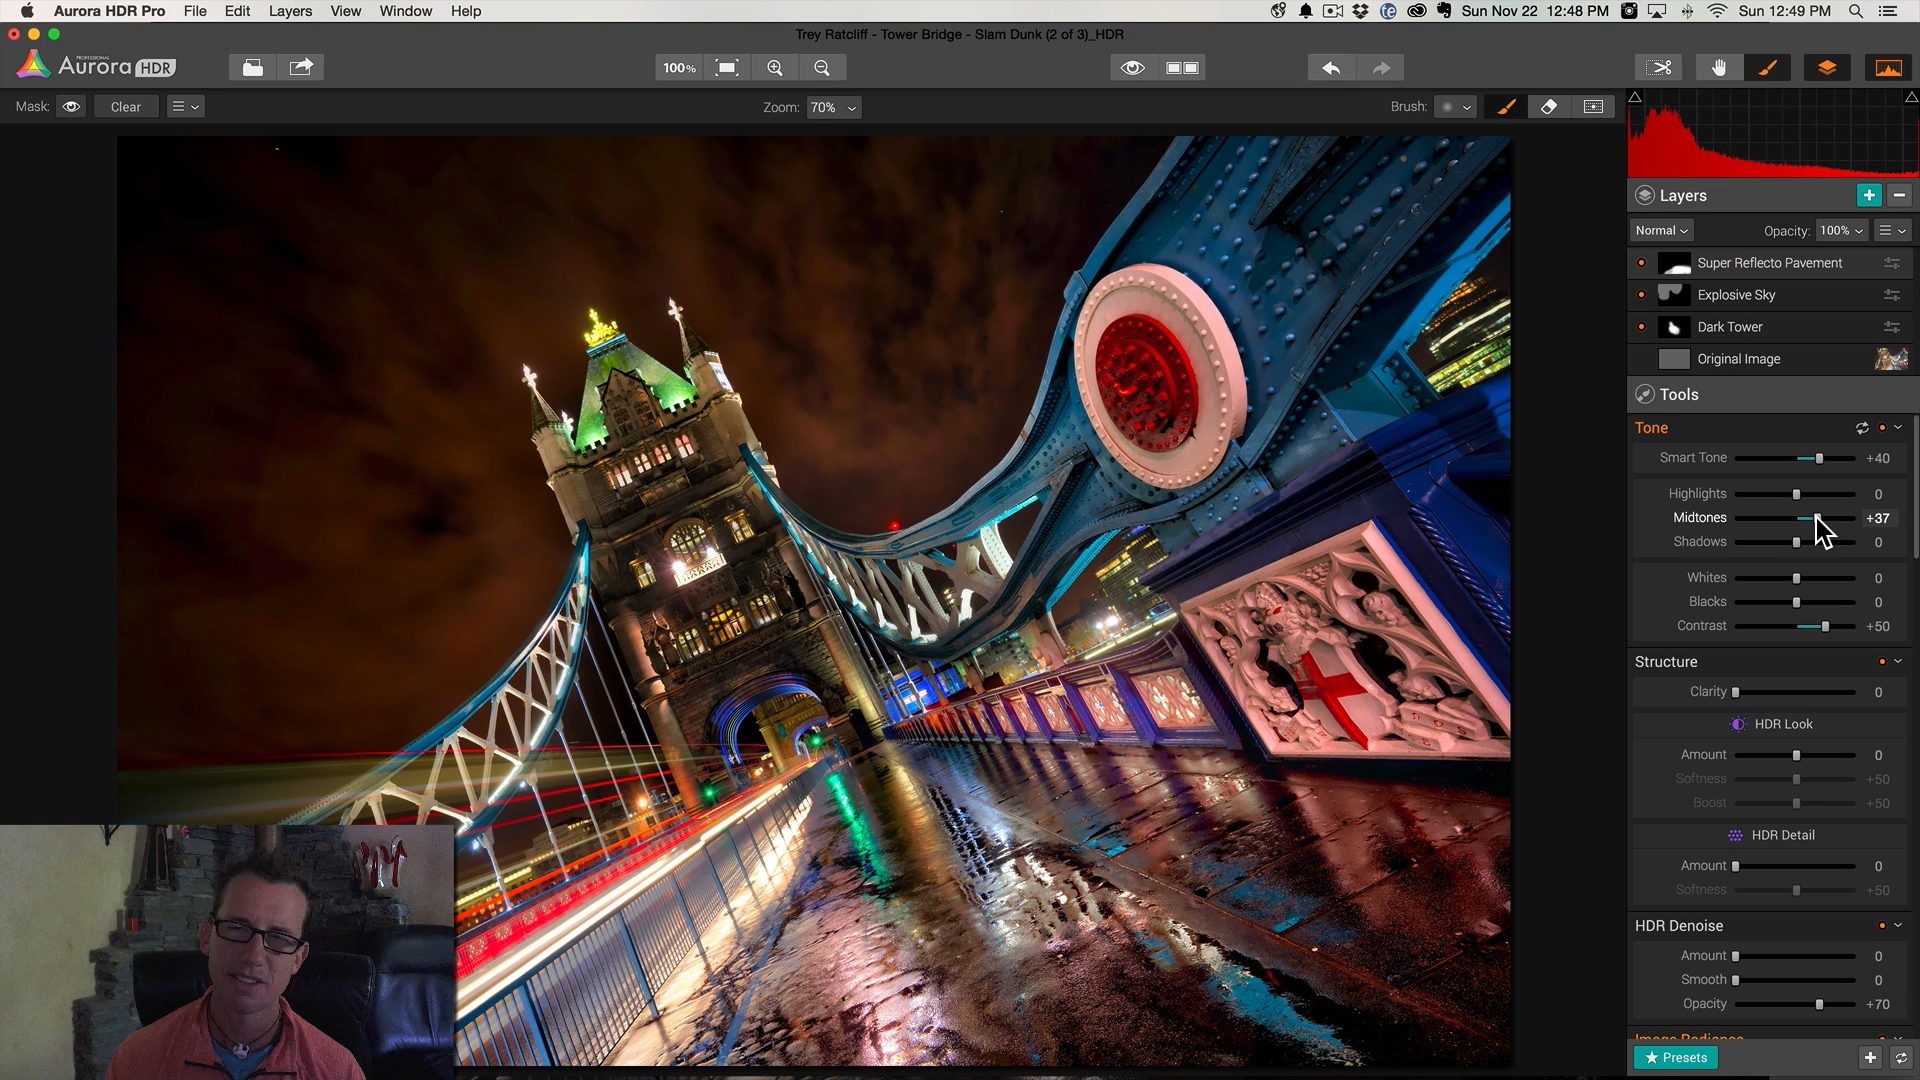 Aurora HDR Pro File Edit Layers View Window Help Sun Nov 22 12:48 PM Sun 12:49 PM
Trey Ratcliff - Tower Bridge - Slam Dunk (2 of 3)_HDR
PROFESSIONAL
Aurora HDR
100%
Mask: Clear Zoom: 70% Brush:
Layers
Normal Opacity: 100%
Super Reflecto Pavement
Explosive Sky
Dark Tower
Original Image
Tools
Tone
Smart Tone +40
Highlights 0
Midtones +37
Shadows 0
Whites 0
Blacks 0
Contrast +50
Structure
Clarity 0
HDR Look
Amount 0
Softness +50
Boost +50
HDR Detail
Amount 0
Softness +50
HDR Denoise
Amount 0
Smooth 0
Opacity +70
Image Radiance
Presets